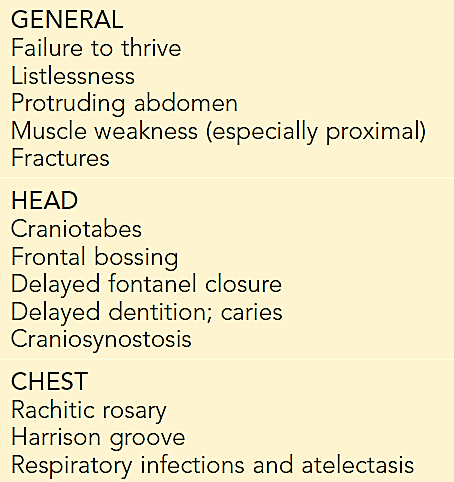 GENERAL
Failure to thrive
Listlessness
Protruding abdomen
Muscle weakness (especially proximal)
Fractures
HEAD
Craniotabes
Frontal bossing
Delayed fontanel closure
Delayed dentition; caries
Craniosynostosis
CHEST
Rachitic rosary
Harrison groove
Respiratory infections and atelectasis